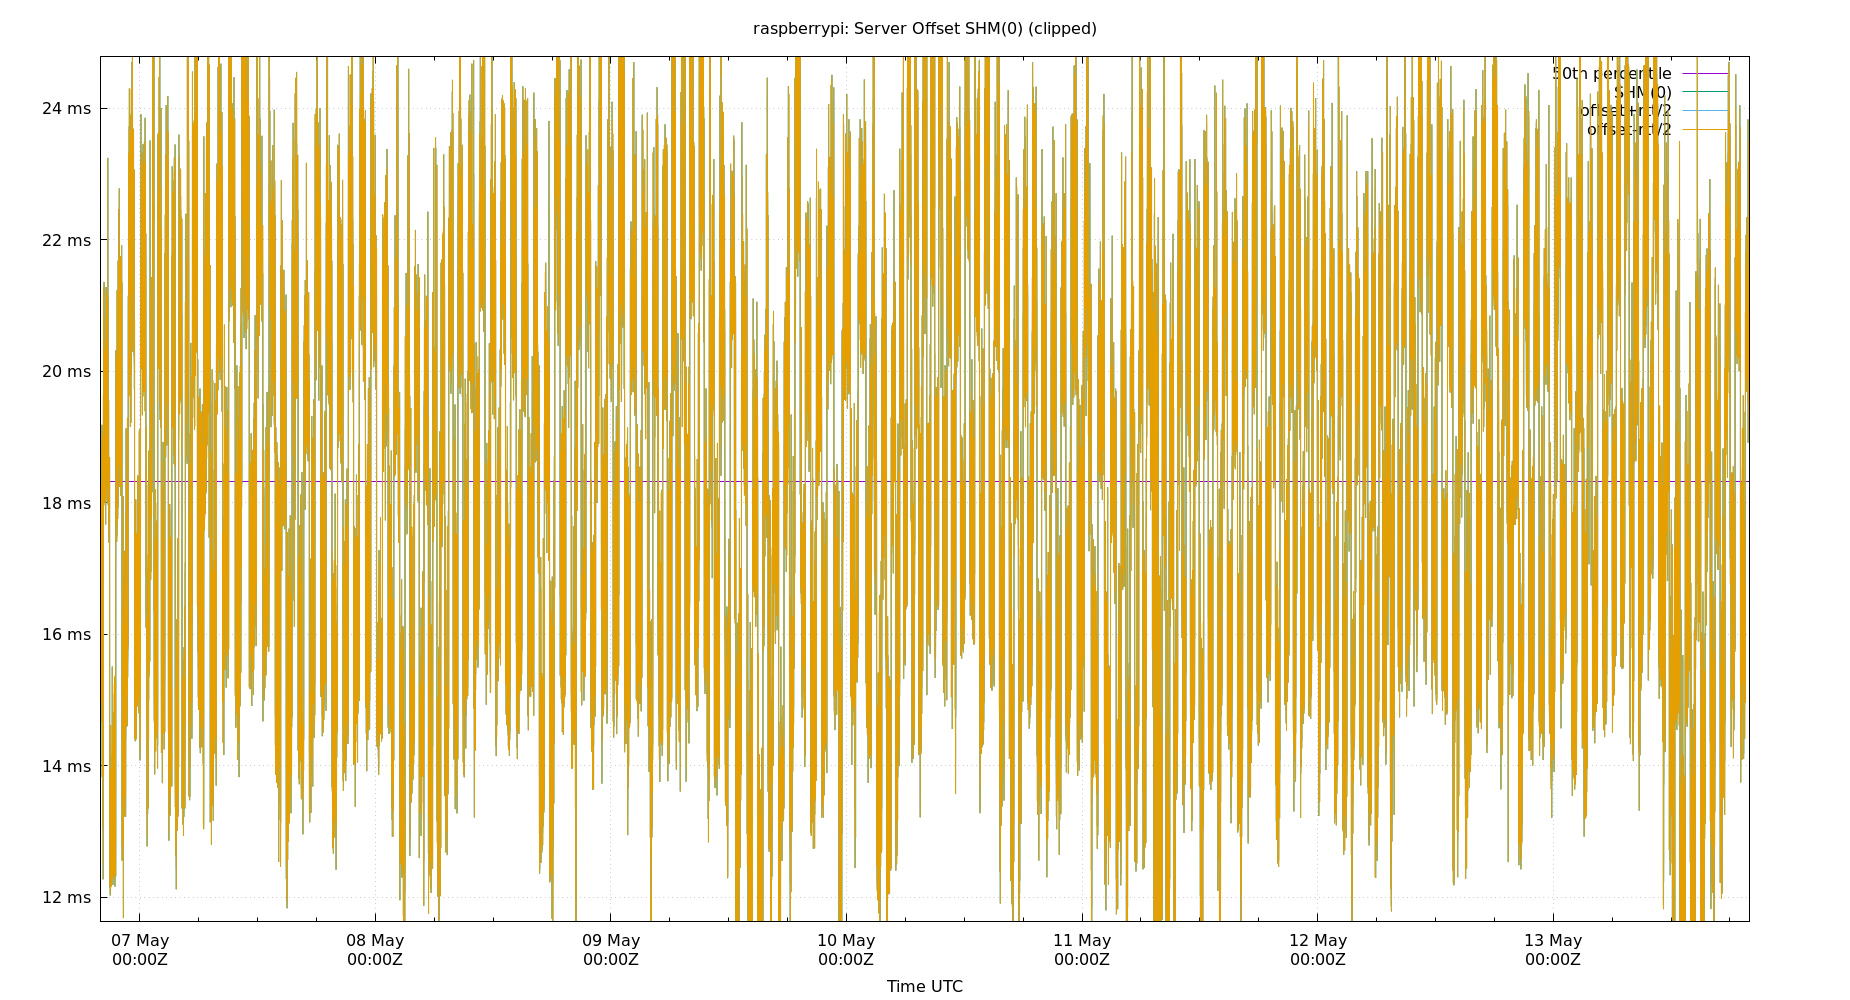 raspberrypi: Server Offset SHM(0) (clipped)
50th percentile
SHM(0)
offset+rtt/2
offset-rtt/2
24 ms
22 ms
20 ms
18 ms
16 ms
14 ms
12 ms
07 May 08 May 09 May 10 May 11 May 12 May 13 May
00:00Z 00:00Z 00:00Z 00:00Z 00:00Z 00:00Z 00:00Z
Time UTC